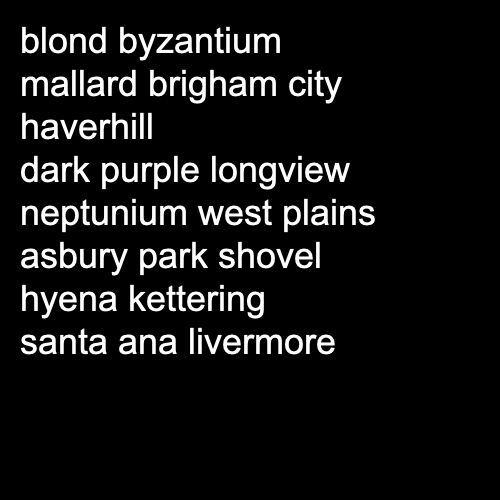 blond byzantium
mallard brigham city
haverhill
dark purple longview
neptunium west plains
asbury park shovel
hyena kettering
santa ana livermore